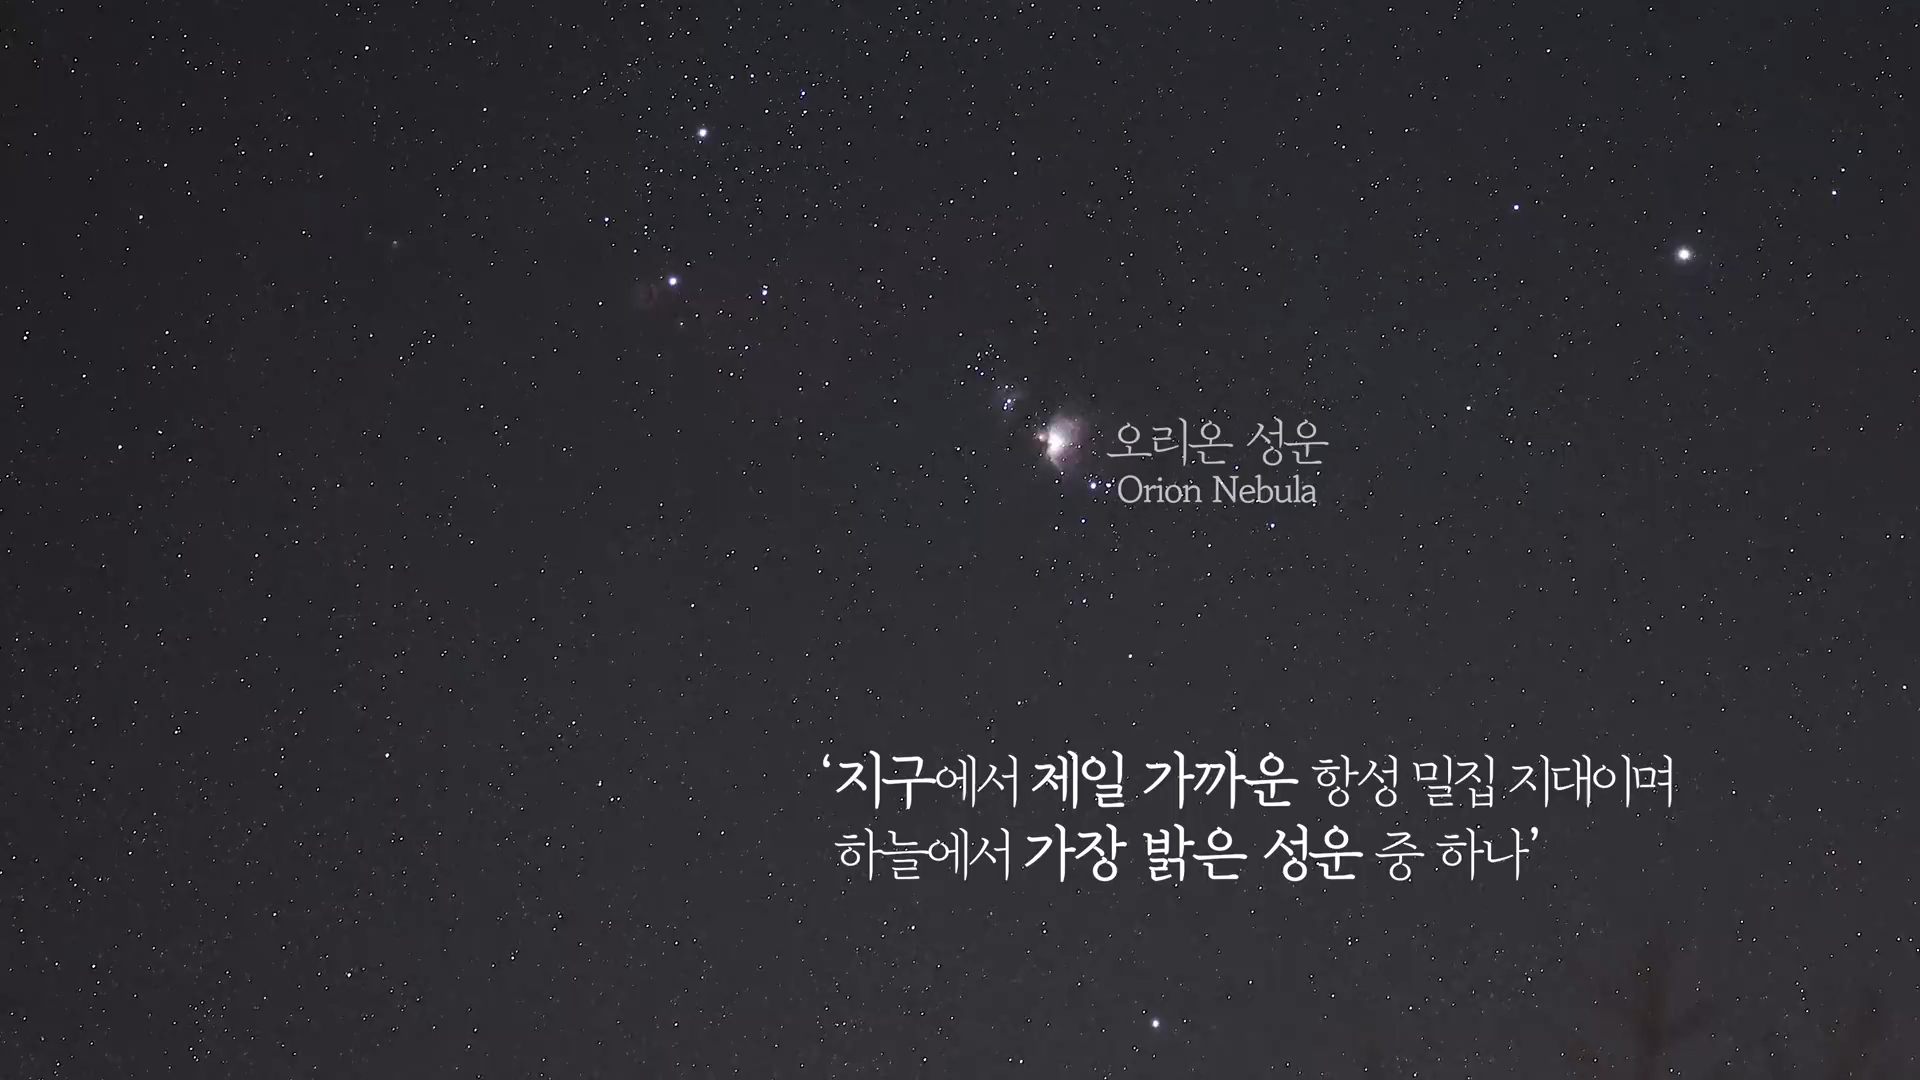 오리온 성운
Orion Nebula
‘지구에서 제일 가까운 항성 밀집 지대이며
하늘에서 가장 밝은 성운 중 하나’